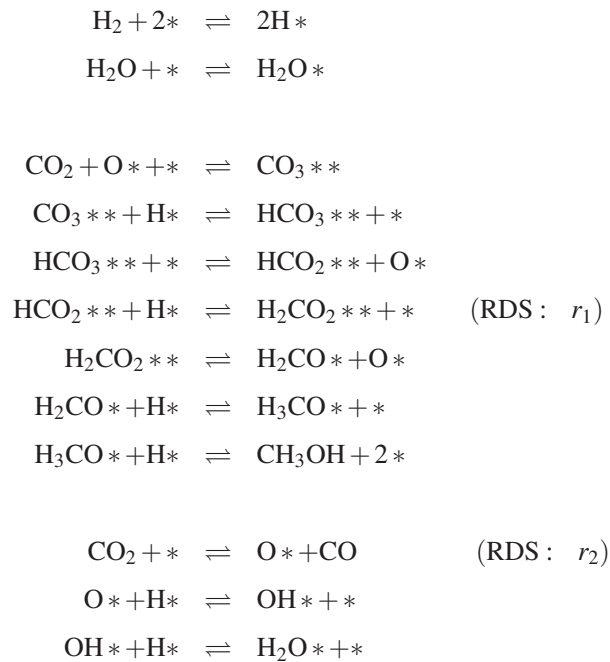 H₂ + 2∗ ⇌ 2H∗
H₂O + ∗ ⇌ H₂O∗
CO₂ + O∗+∗ ⇌ CO₃∗∗
CO₃∗∗+H∗ ⇌ HCO₃∗∗+∗
HCO₃∗∗+∗ ⇌ HCO₂∗∗+O∗
HCO₂∗∗+H∗ ⇌ H₂CO₂∗∗+∗ (RDS : r₁)
H₂CO₂∗∗ ⇌ H₂CO∗+O∗
H₂CO∗+H∗ ⇌ H₃CO∗+∗
H₃CO∗+H∗ ⇌ CH₃OH+2∗
CO₂ + ∗ ⇌ O∗+CO (RDS : r₂)
O∗+H∗ ⇌ OH∗+∗
OH∗+H∗ ⇌ H₂O∗+∗